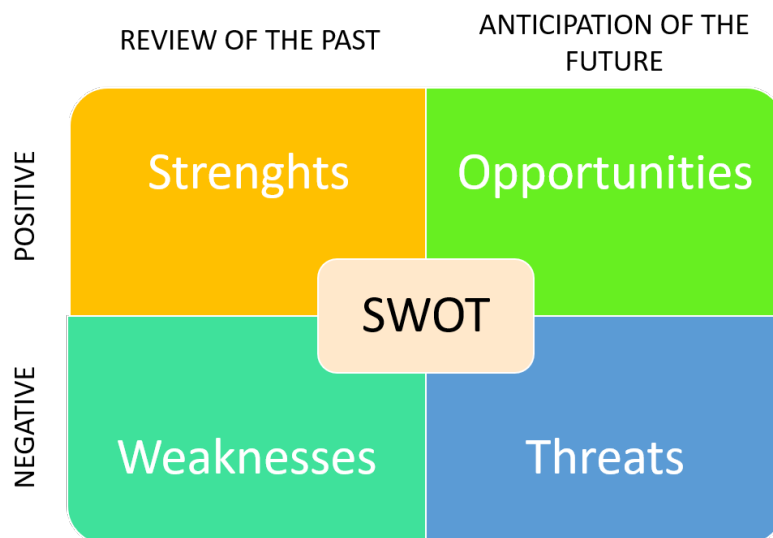 REVIEW OF THE PAST
ANTICIPATION OF THE
FUTURE
POSITIVE
Strenghts
Opportunities
SWOT
NEGATIVE
Weaknesses
Threats